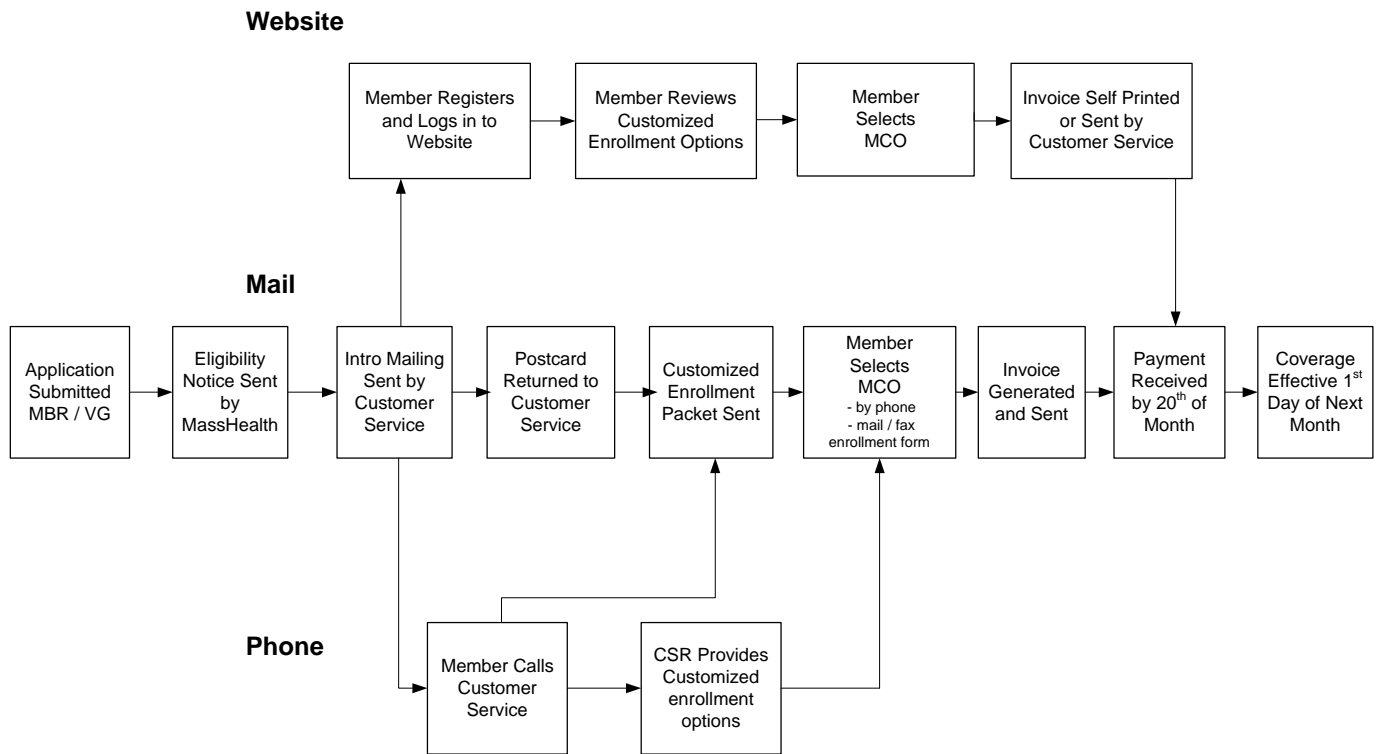 Website
Member Registers
and Logs in to
Website
Member Reviews
Customized
Enrollment Options
Member
Selects
MCO
Invoice Self Printed
or Sent by
Customer Service
Mail
Application
Submitted
MBR / VG
Eligibility
Notice Sent
by
MassHealth
Intro Mailing
Sent by
Customer
Service
Postcard
Returned to
Customer
Service
Customized
Enrollment
Packet Sent
Member
Selects
MCO
- by phone
- mail / fax
enrollment form
Invoice
Generated
and Sent
Payment
Received
by 20th of
Month
Coverage
Effective 1st
Day of Next
Month
Phone
Member Calls
Customer
Service
CSR Provides
Customized
enrollment
options